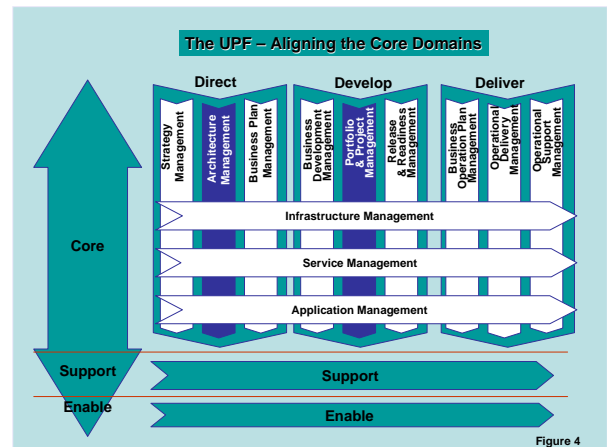 The UPF – Aligning the Core Domains
Direct
Develop
Deliver
Strategy
Management
Architecture
Management
Business Plan
Management
Business
Development
Management
Portfolio
& Project
Management
Release
& Readiness
Management
Business
Operation Plan
Management
Operational
Delivery
Management
Operational
Support
Management
Infrastructure Management
Service Management
Application Management
Core
Support
Support
Enable
Enable
Figure 4